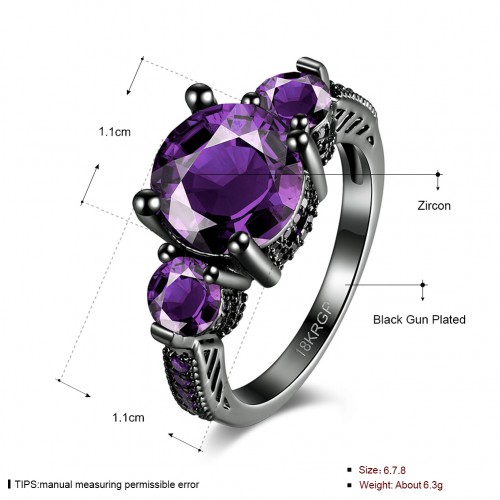 1.1cm
Zircon
Black Gun Plated
18KRGP
1.1cm
Size: 6.7.8
TIPS:manual measuring permissible error
Weight: About 6.3g